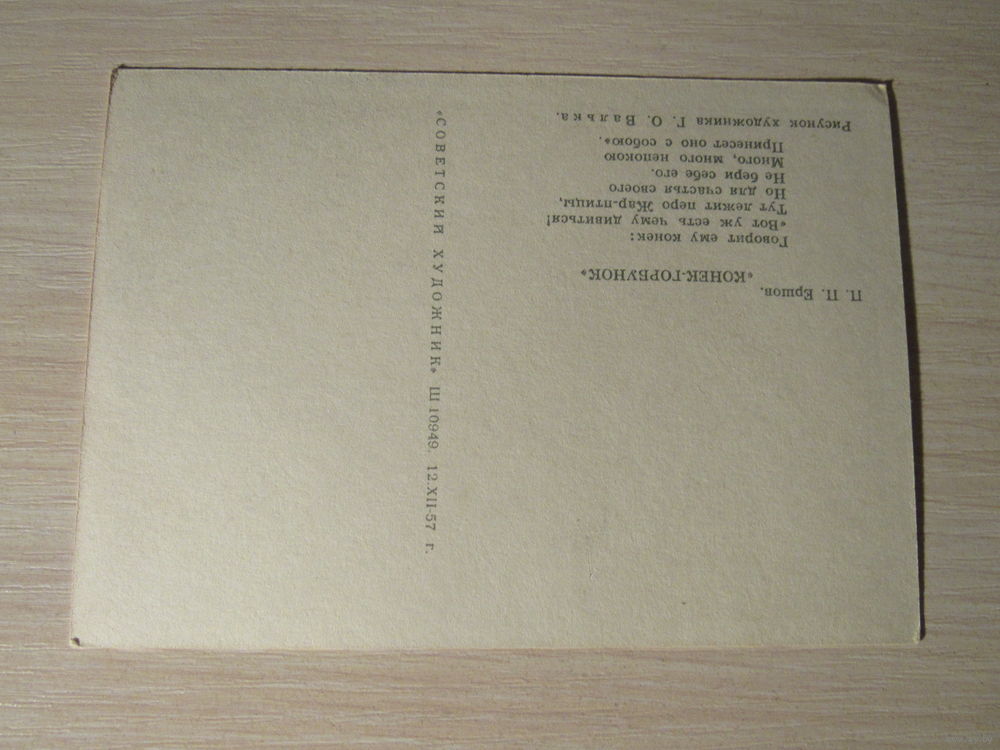 П. П. Ершов.
«КОНЕК-ГОРБУНОК»
Говорит ему конек:
«Вот уж есть чему дивиться!
Тут лежит перо Жар-птицы,
Но для счастья своего
Не бери себе его.
Много, много непокою
Принесет оно с собою».
Рисунок художника Г. О. Валька.
«СОВЕТСКИЙ ХУДОЖНИК» Ш 10949. 12.XII-57 г.